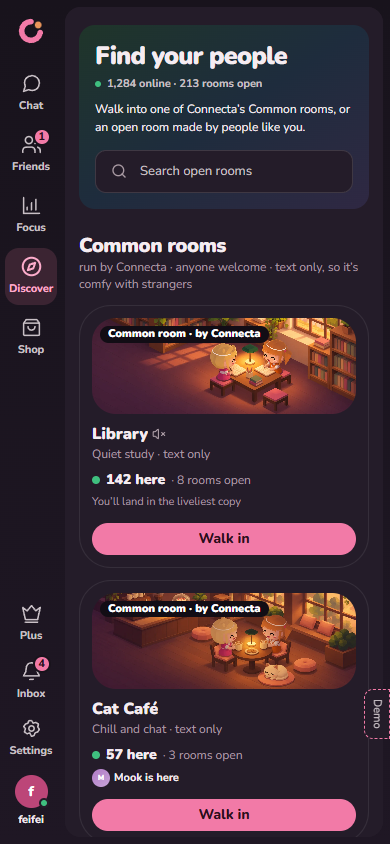 Chat
1
Friends
Focus
Discover
Shop
Plus
4
Inbox
Settings
f
feifei
Find your people
1,284 online · 213 rooms open
Walk into one of Connecta's Common rooms, or
an open room made by people like you.
Search open rooms
Common rooms
run by Connecta · anyone welcome · text only, so it's
comfy with strangers
Common room · by Connecta
Library
Quiet study · text only
142 here · 8 rooms open
You'll land in the liveliest copy
Walk in
Common room · by Connecta
Cat Café
Chill and chat · text only
57 here · 3 rooms open
M Mook is here
Walk in
Demo